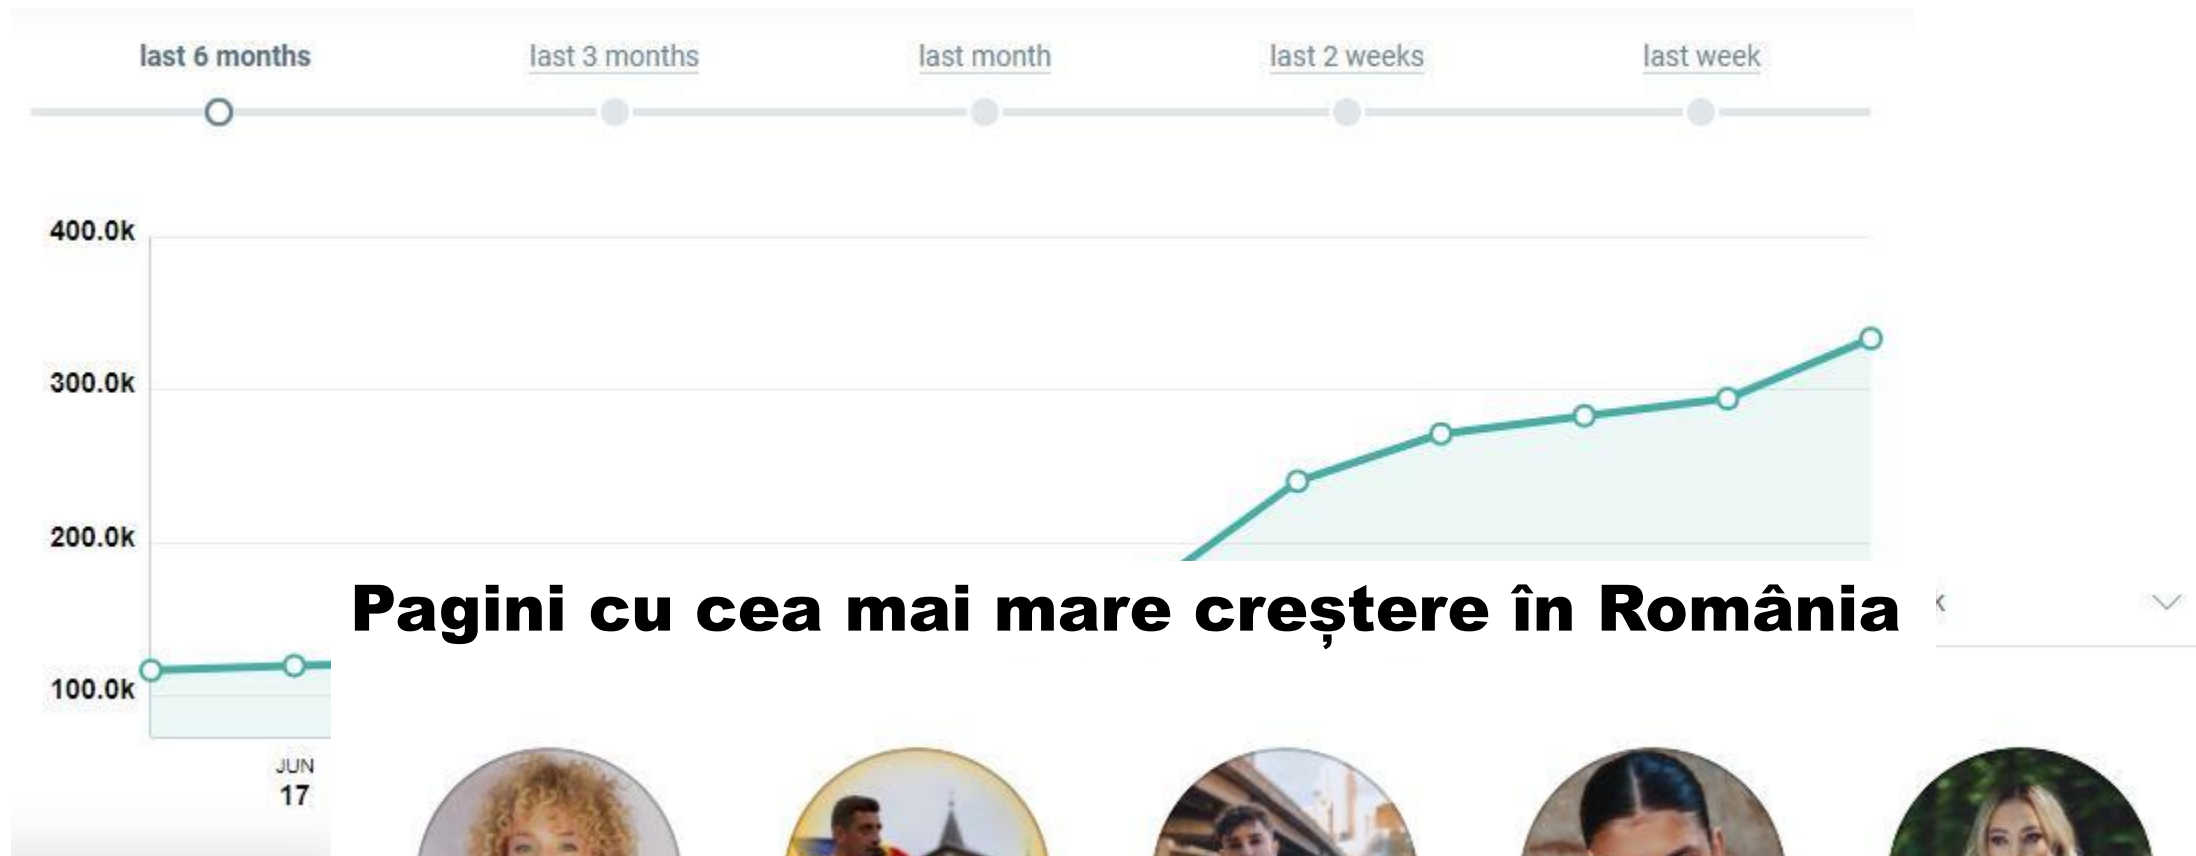 last 6 months last 3 months last month last 2 weeks last week
400.0k
300.0k
200.0k
Pagini cu cea mai mare creștere în România
k
100.0k
JUN
17